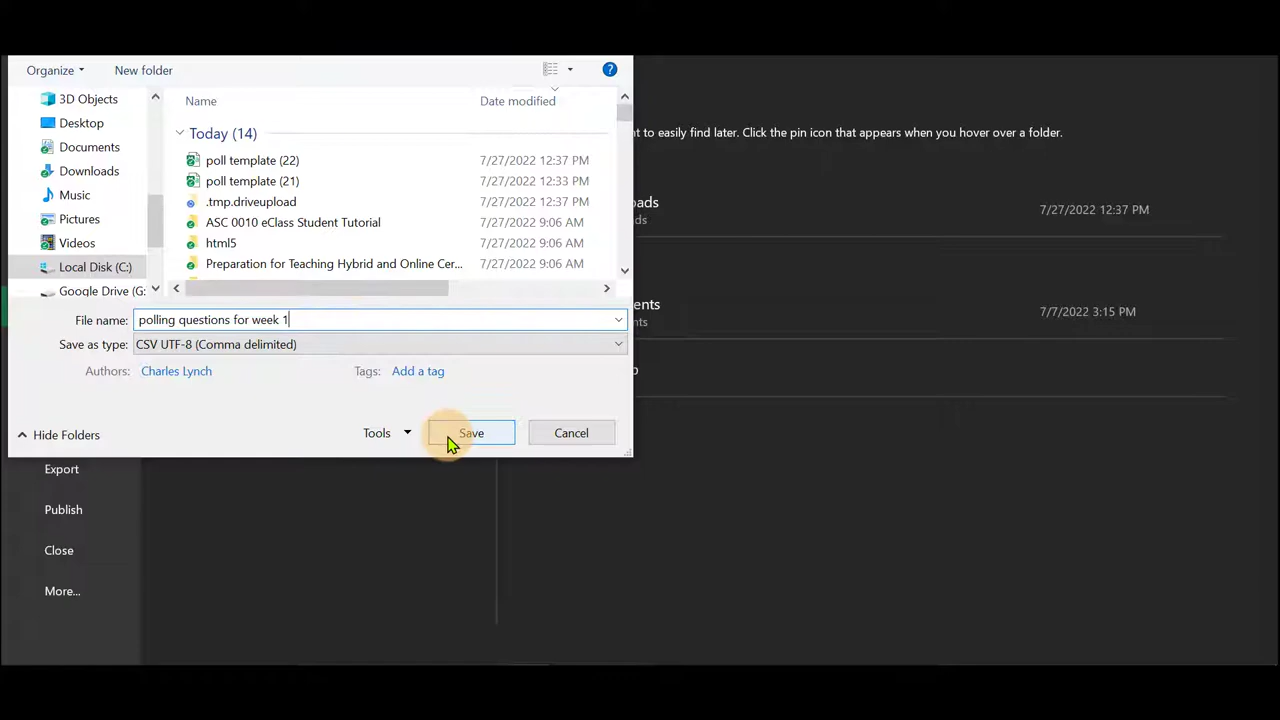 Organize
New folder
?
3D Objects
Desktop
Documents
Downloads
Music
Pictures
Videos
Local Disk (C:)
Google Drive (G:
Name
Date modified
Today (14)
poll template (22) 7/27/2022 12:37 PM
poll template (21) 7/27/2022 12:33 PM
.tmp.driveupload 7/27/2022 12:37 PM
ASC 0010 eClass Student Tutorial 7/27/2022 9:06 AM
html5 7/27/2022 9:06 AM
Preparation for Teaching Hybrid and Online Cer... 7/27/2022 9:06 AM
File name: polling questions for week 1
Save as type: CSV UTF-8 (Comma delimited)
Authors: Charles Lynch Tags: Add a tag
Hide Folders
Tools
Save
Cancel
nt to easily find later. Click the pin icon that appears when you hover over a folder.
ads
ds
7/27/2022 12:37 PM
ents
nts
7/7/2022 3:15 PM
Export
Publish
Close
More...